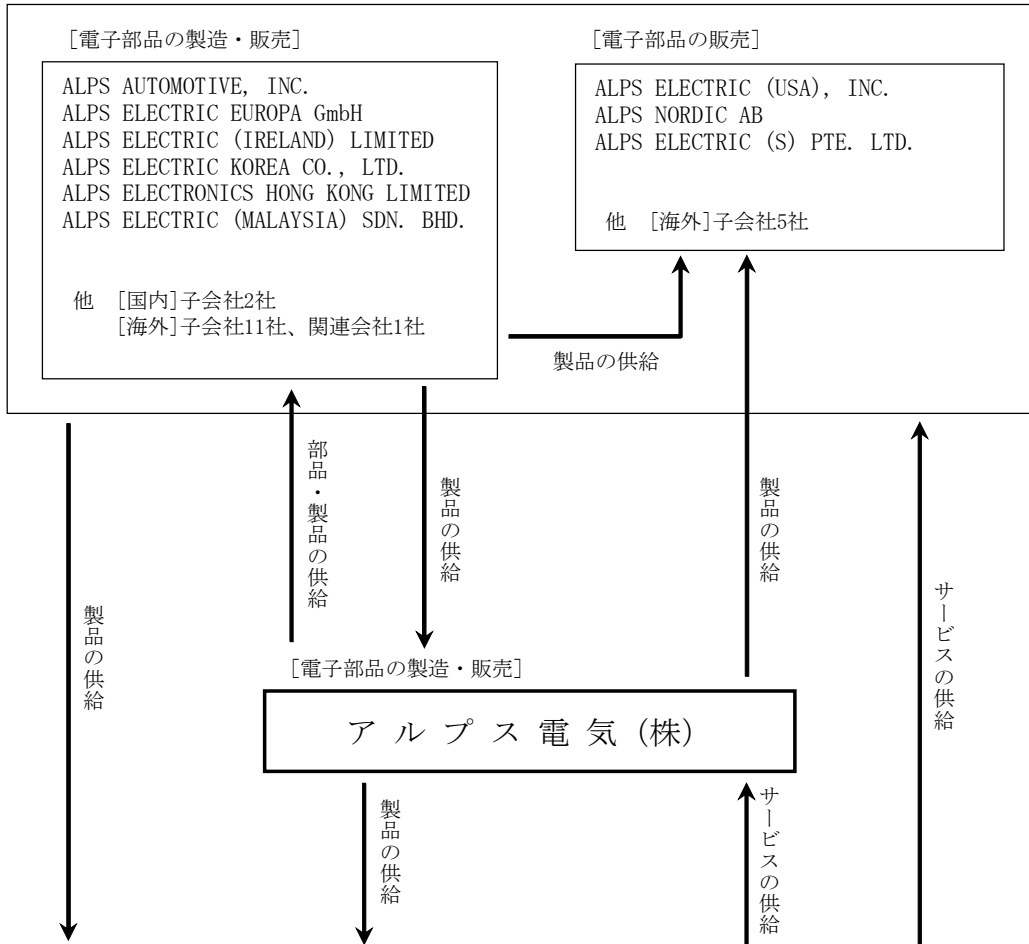 [電子部品の製造・販売]
ALPS AUTOMOTIVE, INC.
ALPS ELECTRIC EUROPA GmbH
ALPS ELECTRIC (IRELAND) LIMITED
ALPS ELECTRIC KOREA CO., LTD.
ALPS ELECTRONICS HONG KONG LIMITED
ALPS ELECTRIC (MALAYSIA) SDN. BHD.
他 [国内]子会社2社
[海外]子会社11社、関連会社1社
[電子部品の販売]
ALPS ELECTRIC (USA), INC.
ALPS NORDIC AB
ALPS ELECTRIC (S) PTE. LTD.
他 [海外]子会社5社
製品の供給
製品の供給
部品・製品の供給
製品の供給
製品の供給
サービスの供給
[電子部品の製造・販売]
アルプス電気(株)
製品の供給
サービスの供給